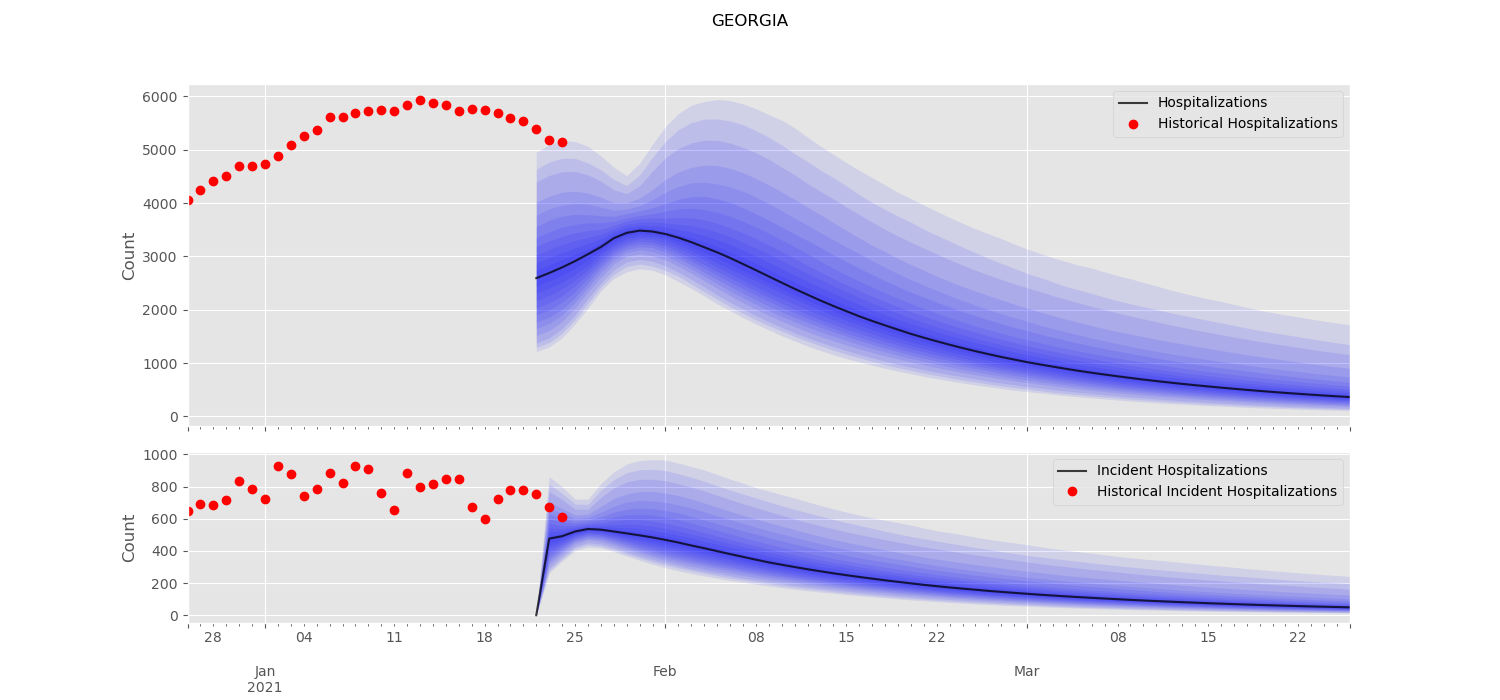 GEORGIA
6000
5000
4000
3000
2000
1000
0
Count
Hospitalizations
Historical Hospitalizations
1000
800
600
400
200
0
Count
Incident Hospitalizations
Historical Incident Hospitalizations
28 04 11 18 25 08 15 22 08 15 22
Jan Feb Mar
2021